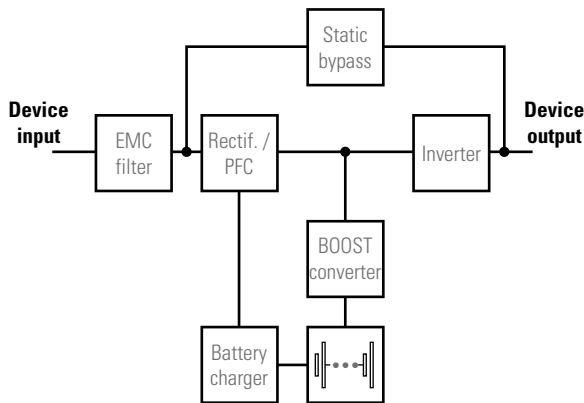 Static
bypass
Device
input
EMC
filter
Rectif. /
PFC
Inverter
Device
output
BOOST
converter
Battery
charger